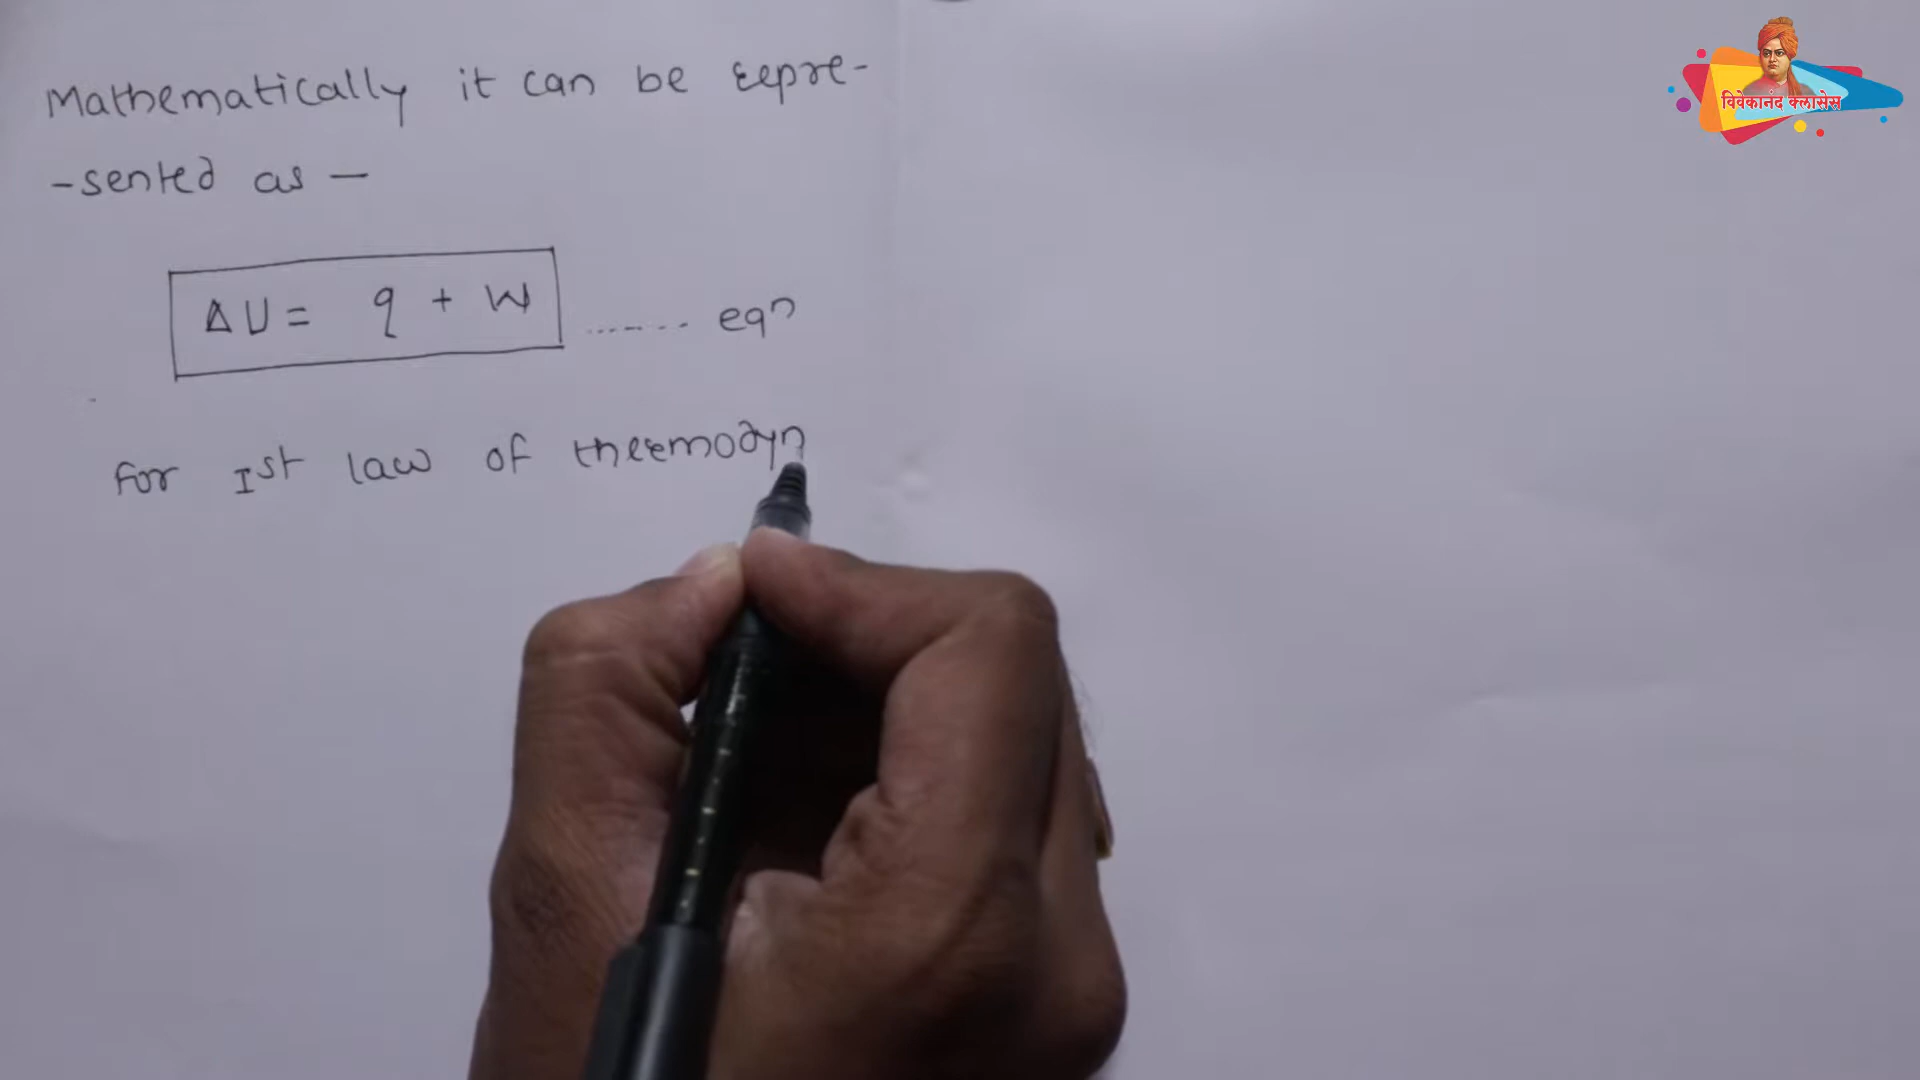 Mathematically it can be repre-
-sented as -
ΔU = q + W ....... eqn
For Ist law of thermodyn
विवेकानंद क्लासेस